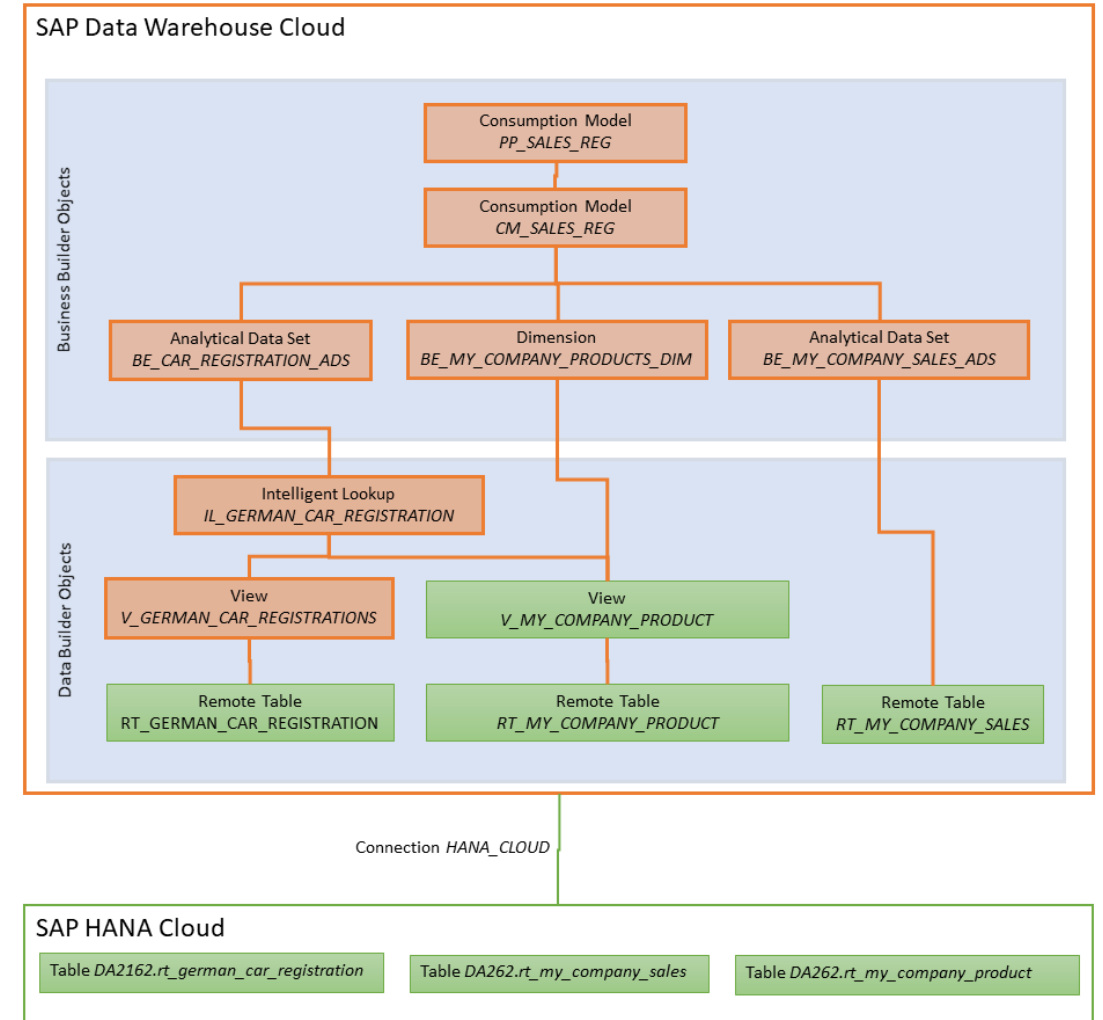 SAP Data Warehouse Cloud
Business Builder Objects
Consumption Model
PP_SALES_REG
Consumption Model
CM_SALES_REG
Analytical Data Set
BE_CAR_REGISTRATION_ADS
Dimension
BE_MY_COMPANY_PRODUCTS_DIM
Analytical Data Set
BE_MY_COMPANY_SALES_ADS
Data Builder Objects
Intelligent Lookup
IL_GERMAN_CAR_REGISTRATION
View
V_GERMAN_CAR_REGISTRATIONS
View
V_MY_COMPANY_PRODUCT
Remote Table
RT_GERMAN_CAR_REGISTRATION
Remote Table
RT_MY_COMPANY_PRODUCT
Remote Table
RT_MY_COMPANY_SALES
Connection HANA_CLOUD
SAP HANA Cloud
Table DA2162.rt_german_car_registration
Table DA262.rt_my_company_sales
Table DA262.rt_my_company_product